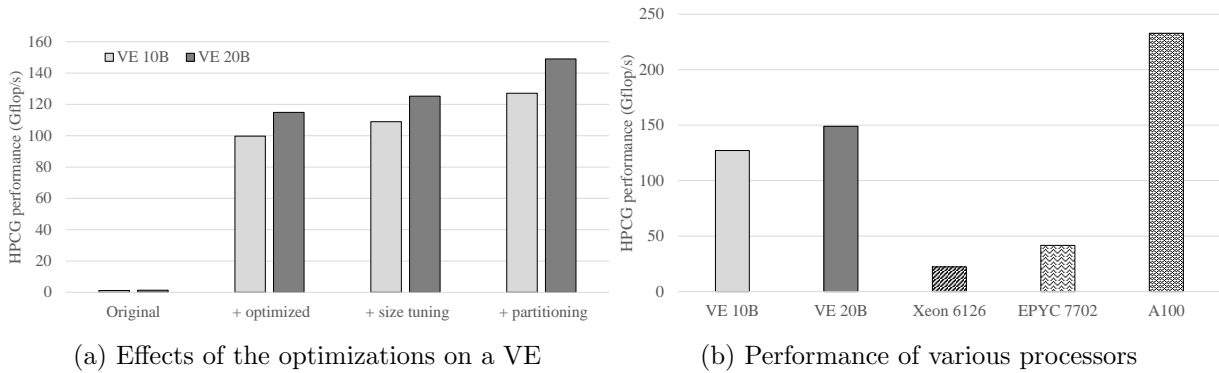 160
140
120
100
80
60
40
20
0
HPCG performance (Gflop/s)
VE 10B VE 20B
Original + optimized + size tuning + partitioning
(a) Effects of the optimizations on a VE
250
200
150
100
50
0
HPCG performance (Gflop/s)
VE 10B VE 20B Xeon 6126 EPYC 7702 A100
(b) Performance of various processors